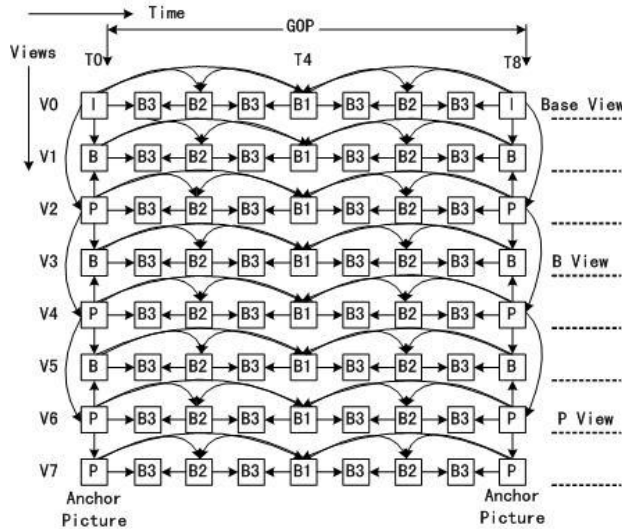 Time
GOP
Views
T0 T4 T8
V0 I B3 B2 B3 B1 B3 B2 B3 I Base View
V1 B B3 B2 B3 B1 B3 B2 B3 B
V2 P B3 B2 B3 B1 B3 B2 B3 P
V3 B B3 B2 B3 B1 B3 B2 B3 B B View
V4 P B3 B2 B3 B1 B3 B2 B3 P
V5 B B3 B2 B3 B1 B3 B2 B3 B
V6 P B3 B2 B3 B1 B3 B2 B3 P P View
V7 P B3 B2 B3 B1 B3 B2 B3 P
Anchor Anchor
Picture Picture